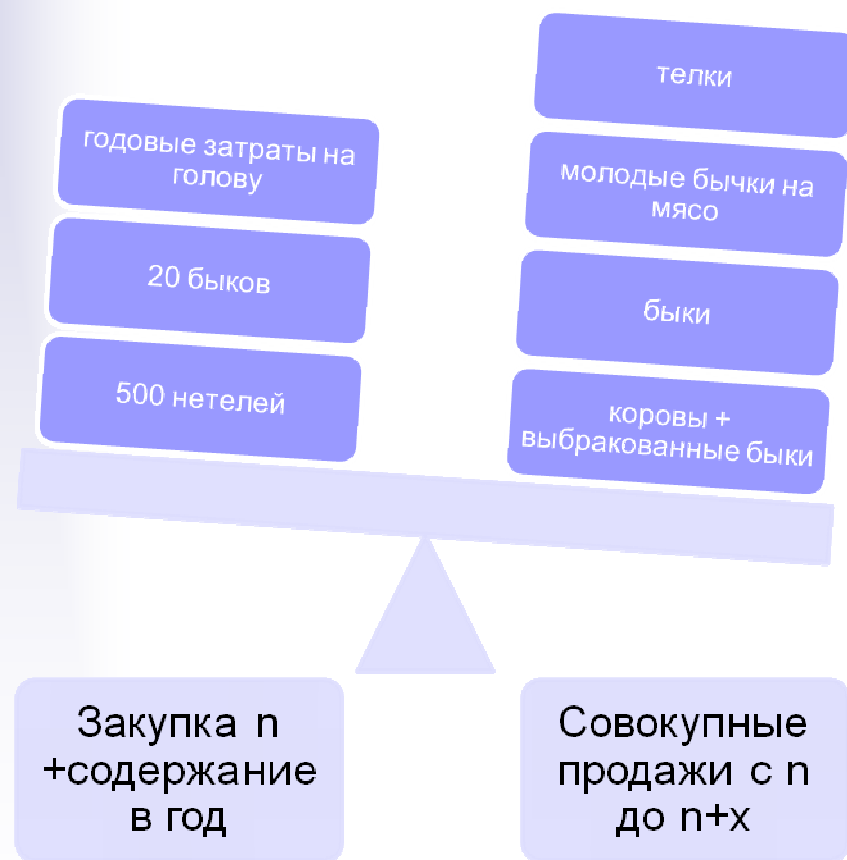 годовые затраты на
голову
20 быков
500 нетелей
телки
молодые бычки на
мясо
быки
коровы +
выбракованные быки
Закупка n
+содержание
в год
Совокупные
продажи с n
до n+x